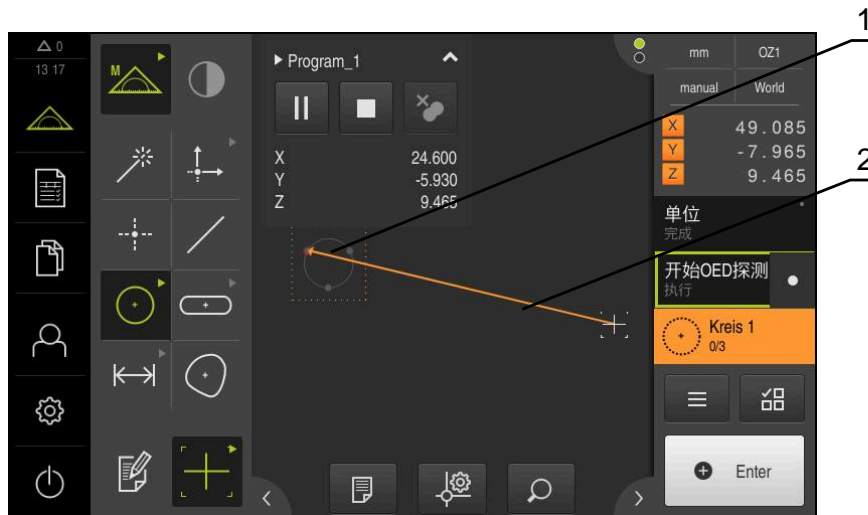 1
0
13 17
M
Program_1
X 24.600
Y -5.930
Z 9.465
mm OZ1
manual World
X 49.085
Y -7.965
Z 9.465
2
单位
完成
开始OED探测
执行
Kreis 1
0/3
Enter